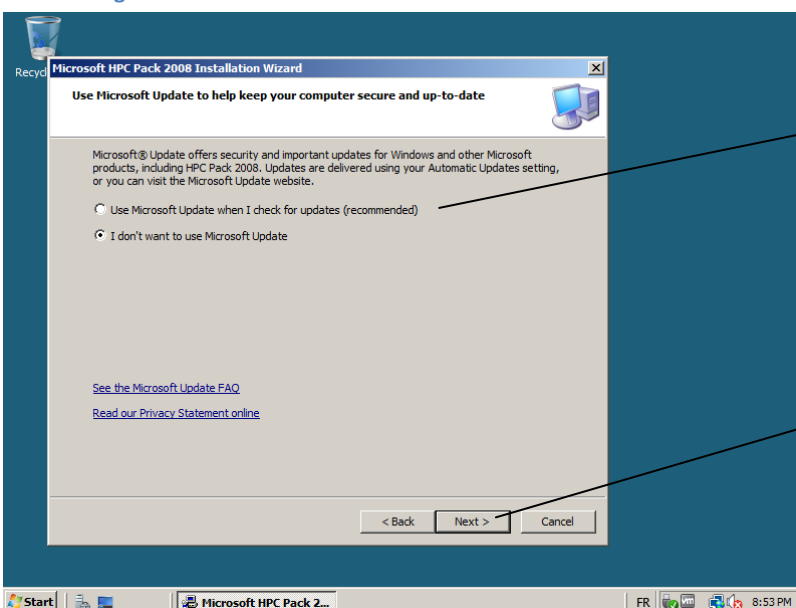 Recycl
Microsoft HPC Pack 2008 Installation Wizard
Use Microsoft Update to help keep your computer secure and up-to-date
Microsoft® Update offers security and important updates for Windows and other Microsoft
products, including HPC Pack 2008. Updates are delivered using your Automatic Updates setting,
or you can visit the Microsoft Update website.
Use Microsoft Update when I check for updates (recommended)
I don't want to use Microsoft Update
See the Microsoft Update FAQ
Read our Privacy Statement online
< Back
Next >
Cancel
Start
Microsoft HPC Pack 2...
FR
vm
8:53 PM